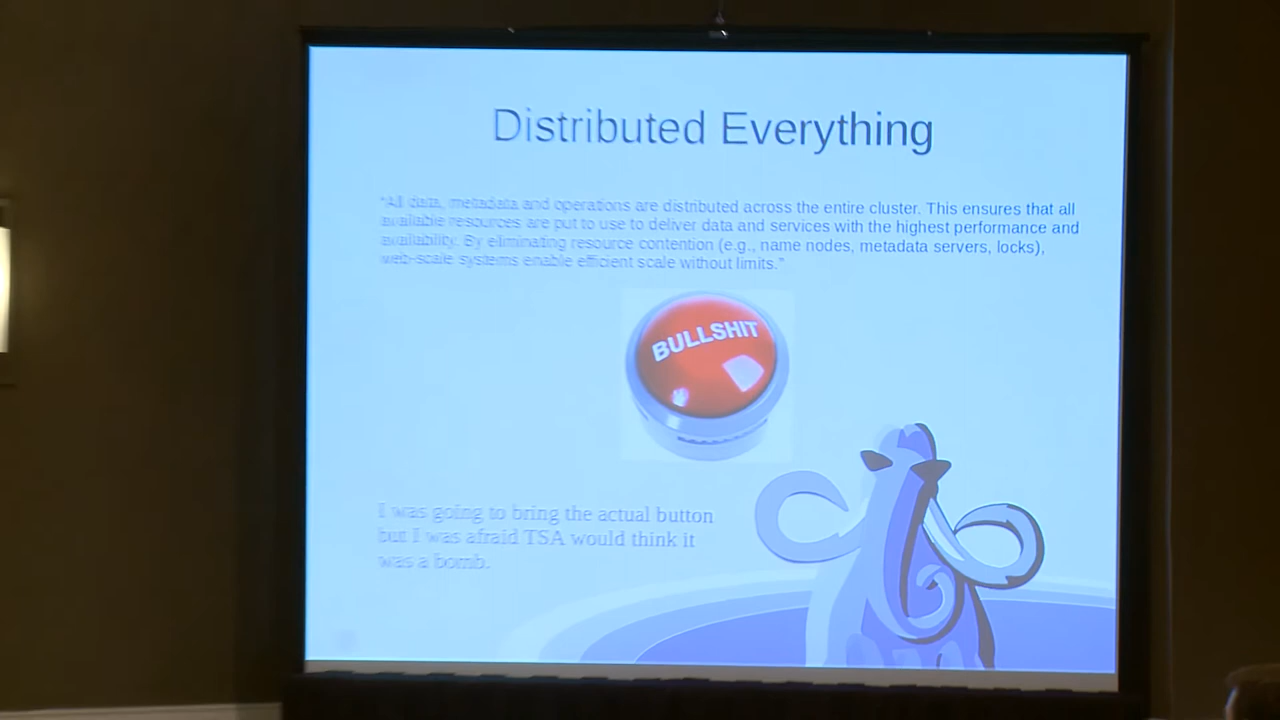 Distributed Everything
"All data, metadata and operations are distributed across the entire cluster. This ensures that all
available resources are put to use to deliver data and services with the highest performance and
availability. By eliminating resource contention (e.g., name nodes, metadata servers, locks),
web-scale systems enable efficient scale without limits."
BULLSHIT
I was going to bring the actual button
but I was afraid TSA would think it
was a bomb.